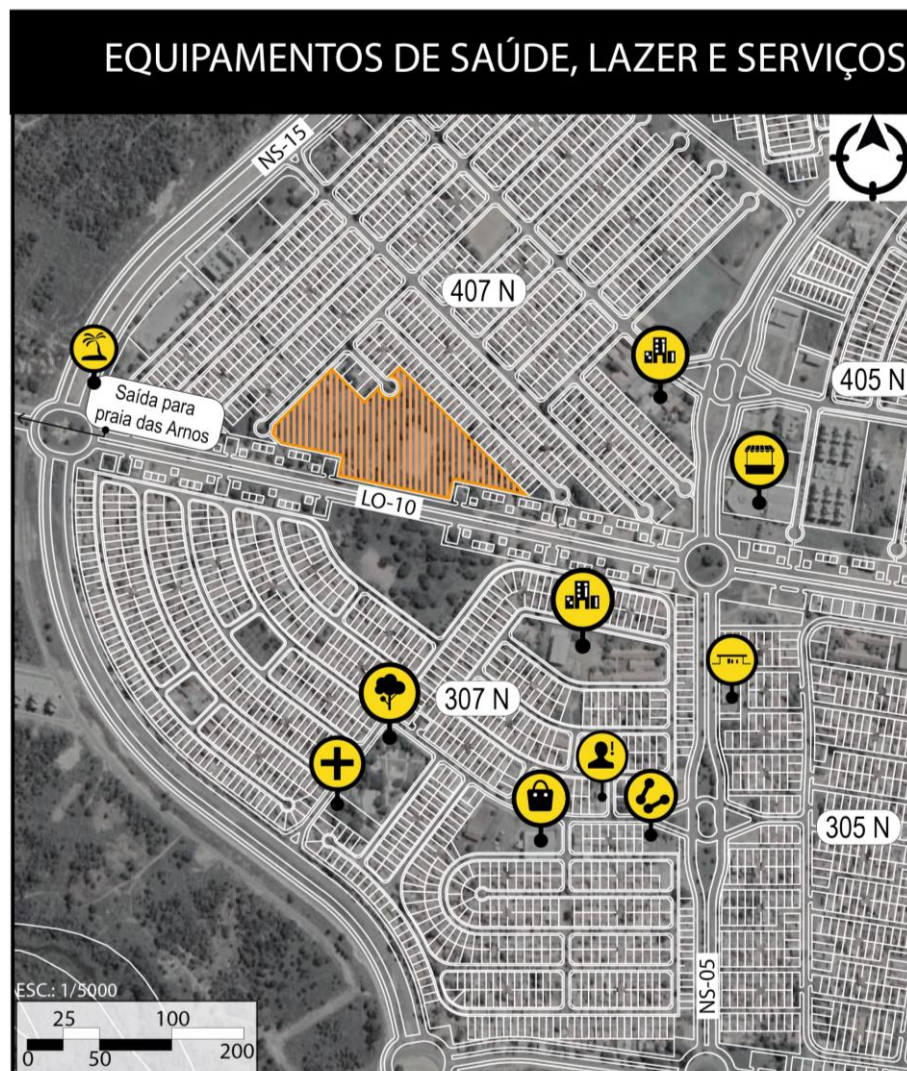 EQUIPAMENTOS DE SAÚDE, LAZER E SERVIÇOS
NS-15
407 N
405 N
Saída para
praia das Arnos
LO-10
307 N
305 N
NS-05
ESC.: 1/5000
25 100
0 50 200